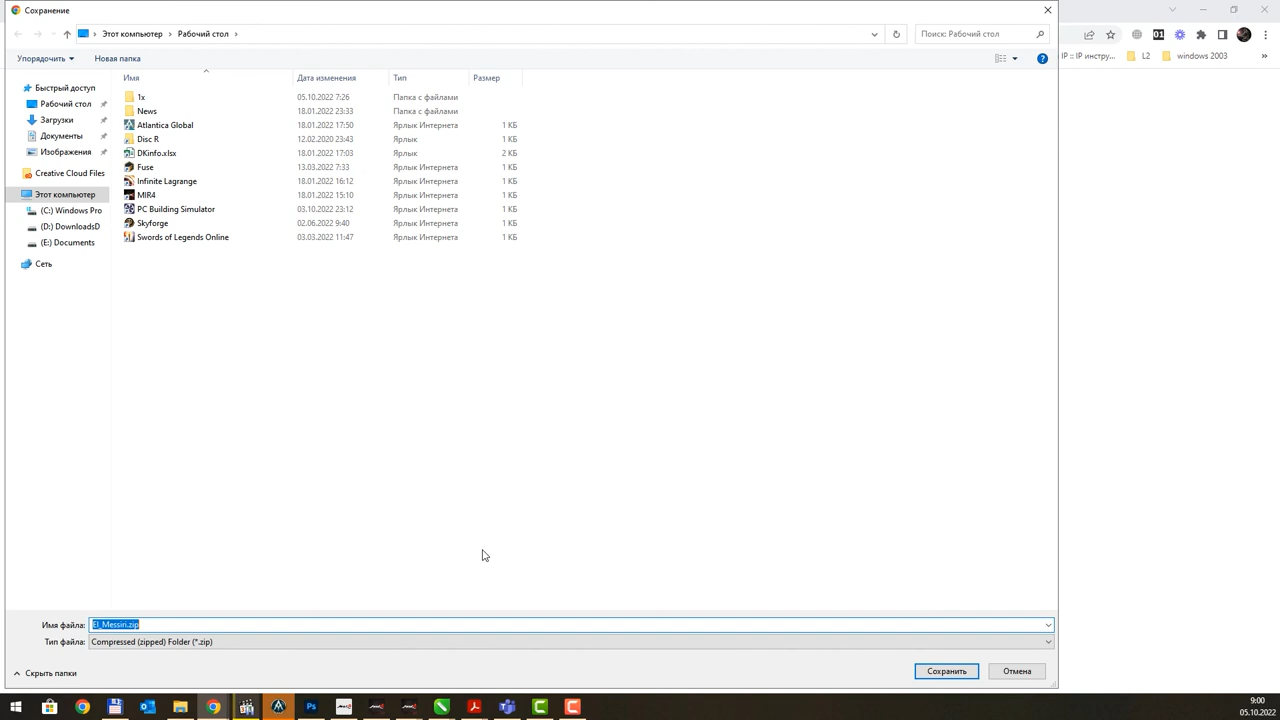 Сохранение
Этот компьютер
Рабочий стол
Поиск: Рабочий стол
IP :: IP инстру...
L2
windows 2003
01
Упорядочить
Новая папка
Имя
Дата изменения
Тип
Размер
Быстрый доступ
Рабочий стол
Загрузки
Документы
Изображения
Creative Cloud Files
Этот компьютер
(C:) Windows Pro
(D:) DownloadsD
(E:) Documents
Сеть
1x 05.10.2022 7:26 Папка с файлами
News 18.01.2022 23:33 Папка с файлами
Atlantica Global 18.01.2022 17:50 Ярлык Интернета 1 КБ
Disc R 12.02.2020 23:43 Ярлык 1 КБ
DKinfo.xlsx 18.01.2022 17:03 Ярлык 2 КБ
Fuse 13.03.2022 7:33 Ярлык Интернета 1 КБ
Infinite Lagrange 18.01.2022 16:12 Ярлык Интернета 1 КБ
MIR4 18.01.2022 15:10 Ярлык Интернета 1 КБ
PC Building Simulator 03.10.2022 23:12 Ярлык Интернета 1 КБ
Skyforge 02.06.2022 9:40 Ярлык Интернета 1 КБ
Swords of Legends Online 03.03.2022 11:47 Ярлык Интернета 1 КБ
Имя файла: El_Messiri.zip
Тип файла: Compressed (zipped) Folder (*.zip)
Скрыть папки
Сохранить
Отмена
Ps
9:00
05.10.2022